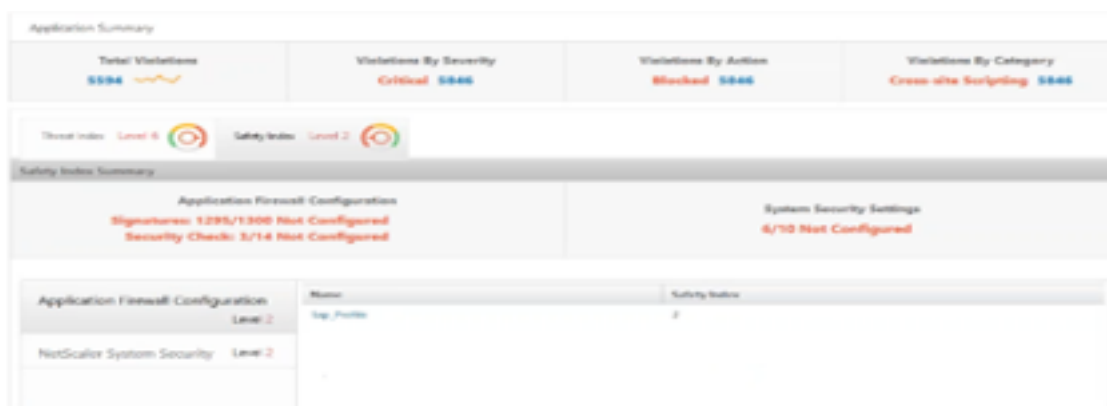 Application Summary
Total Violations
5594
Violations By Severity
Critical 5846
Violations By Action
Blocked 5846
Violations By Category
Cross-site Scripting 5846
Threat Index Level 6
Safety Index Level 2
Safety Index Summary
Application Firewall Configuration
Signatures: 1295/1300 Not Configured
Security Check: 3/14 Not Configured
System Security Settings
6/10 Not Configured
Application Firewall Configuration
Level 2
NetScaler System Security Level 2
Name Safety Index
Sap_Profile 2